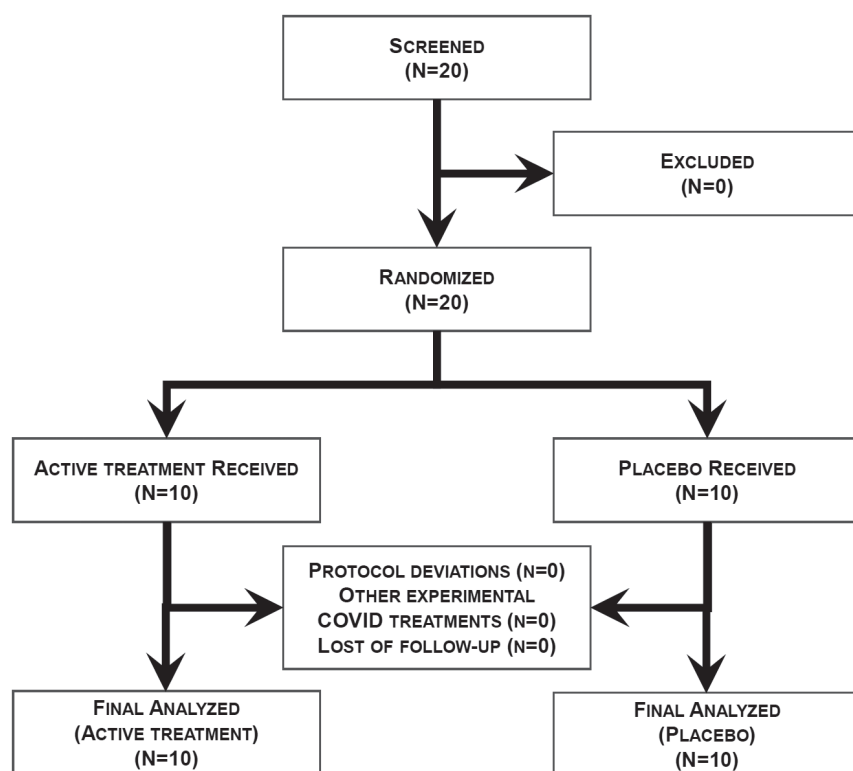 SCREENED
(N=20)
EXCLUDED
(N=0)
RANDOMIZED
(N=20)
ACTIVE TREATMENT RECEIVED
(N=10)
PLACEBO RECEIVED
(N=10)
PROTOCOL DEVIATIONS (N=0)
OTHER EXPERIMENTAL
COVID TREATMENTS (N=0)
LOST OF FOLLOW-UP (N=0)
FINAL ANALYZED
(ACTIVE TREATMENT)
(N=10)
FINAL ANALYZED
(PLACEBO)
(N=10)